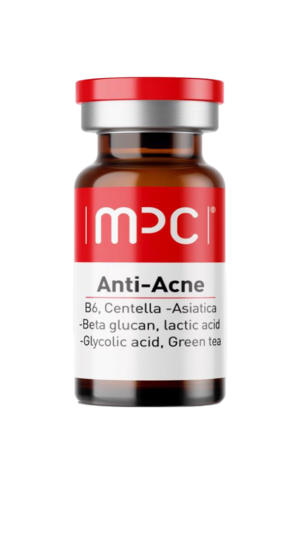 mpc®
Anti-Acne
B6, Centella -Asiatica
-Beta glucan, lactic acid
-Glycolic acid, Green tea